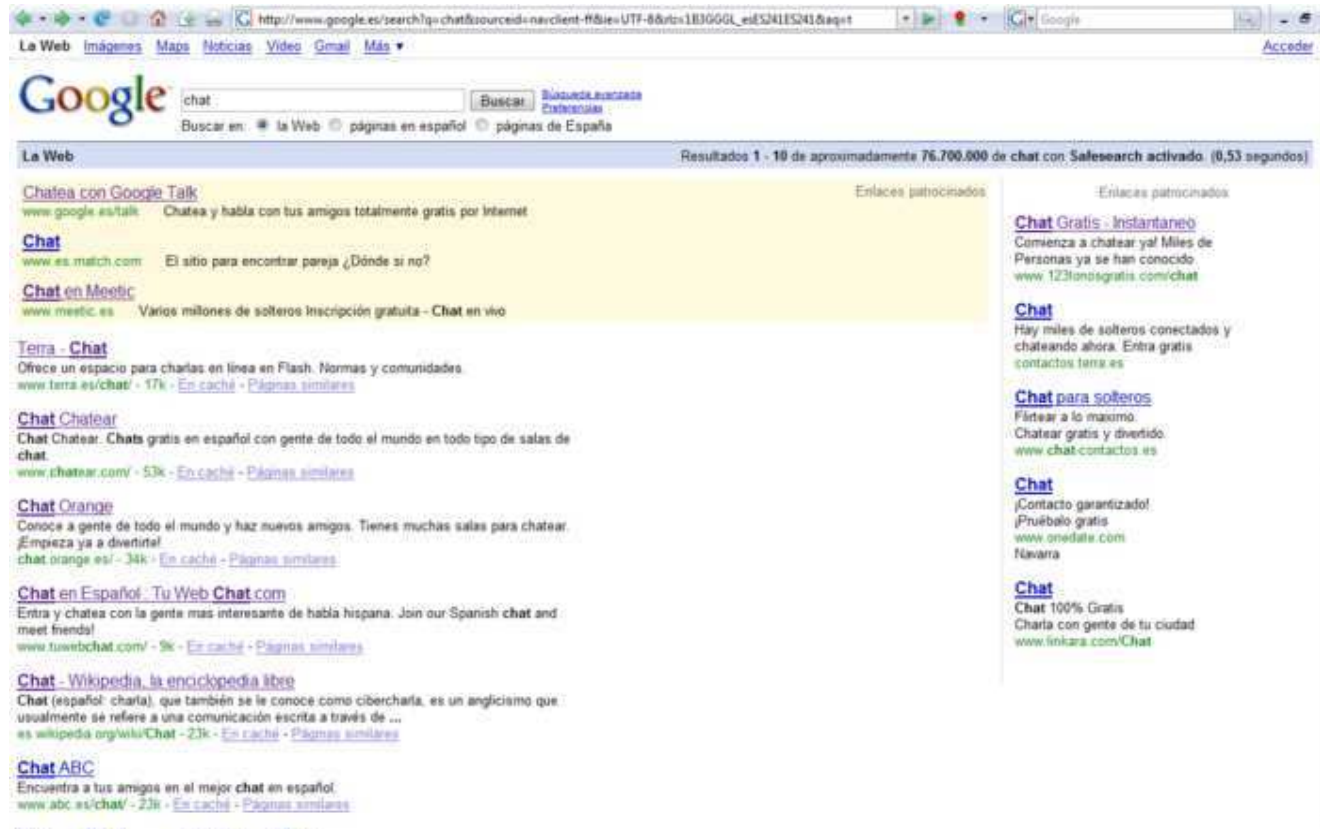 http://www.google.es/search?q=chat&sourceid=navclient-ff&ie=UTF-8&rlz=1B3GGGL_esES241ES241&aq=t
Google
La Web Imágenes Maps Noticias Vídeo Gmail Más ▼ Acceder
Google chat Buscar Búsqueda avanzada
Preferencias
Buscar en: la Web páginas en español páginas de España
La Web Resultados 1 - 10 de aproximadamente 76.700.000 de chat con Safesearch activado. (0,53 segundos)
Chatea con Google Talk Enlaces patrocinados
www.google.es/talk Chatea y habla con tus amigos totalmente gratis por Internet
Chat
www.es.match.com El sitio para encontrar pareja ¿Dónde si no?
Chat en Meetic
www.meetic.es Varios millones de solteros Inscripción gratuita - Chat en vivo
Terra - Chat
Ofrece un espacio para charlas en línea en Flash. Normas y comunidades.
www.terra.es/chat/ - 17k - En caché - Páginas similares
Chat Chatear
Chat Chatear. Chats gratis en español con gente de todo el mundo en todo tipo de salas de
chat.
www.chatear.com/ - 53k - En caché - Páginas similares
Chat Orange
Conoce a gente de todo el mundo y haz nuevos amigos. Tienes muchas salas para chatear.
¡Empieza ya a divertirte!
chat.orange.es/ - 34k - En caché - Páginas similares
Chat en Español : Tu Web Chat.com
Entra y chatea con la gente mas interesante de habla hispana. Join our Spanish chat and
meet friends!
www.tuwebchat.com/ - 9k - En caché - Páginas similares
Chat - Wikipedia, la enciclopedia libre
Chat (español: charla), que también se le conoce como cibercharla, es un anglicismo que
usualmente se refiere a una comunicación escrita a través de ...
es.wikipedia.org/wiki/Chat - 23k - En caché - Páginas similares
Chat ABC
Encuentra a tus amigos en el mejor chat en español.
www.abc.es/chat/ - 23k - En caché - Páginas similares
Enlaces patrocinados
Chat Gratis - Instantaneo
Comienza a chatear ya! Miles de
Personas ya se han conocido
www.123tonosgratis.com/chat
Chat
Hay miles de solteros conectados y
chateando ahora. Entra gratis
contactos.terra.es
Chat para solteros
Flirtear a lo maximo.
Chatear gratis y divertido.
www.chat-contactos.es
Chat
¡Contacto garantizado!
¡Pruébalo gratis
www.onedate.com
Navarra
Chat
Chat 100% Gratis
Charla con gente de tu ciudad
www.linkara.com/Chat